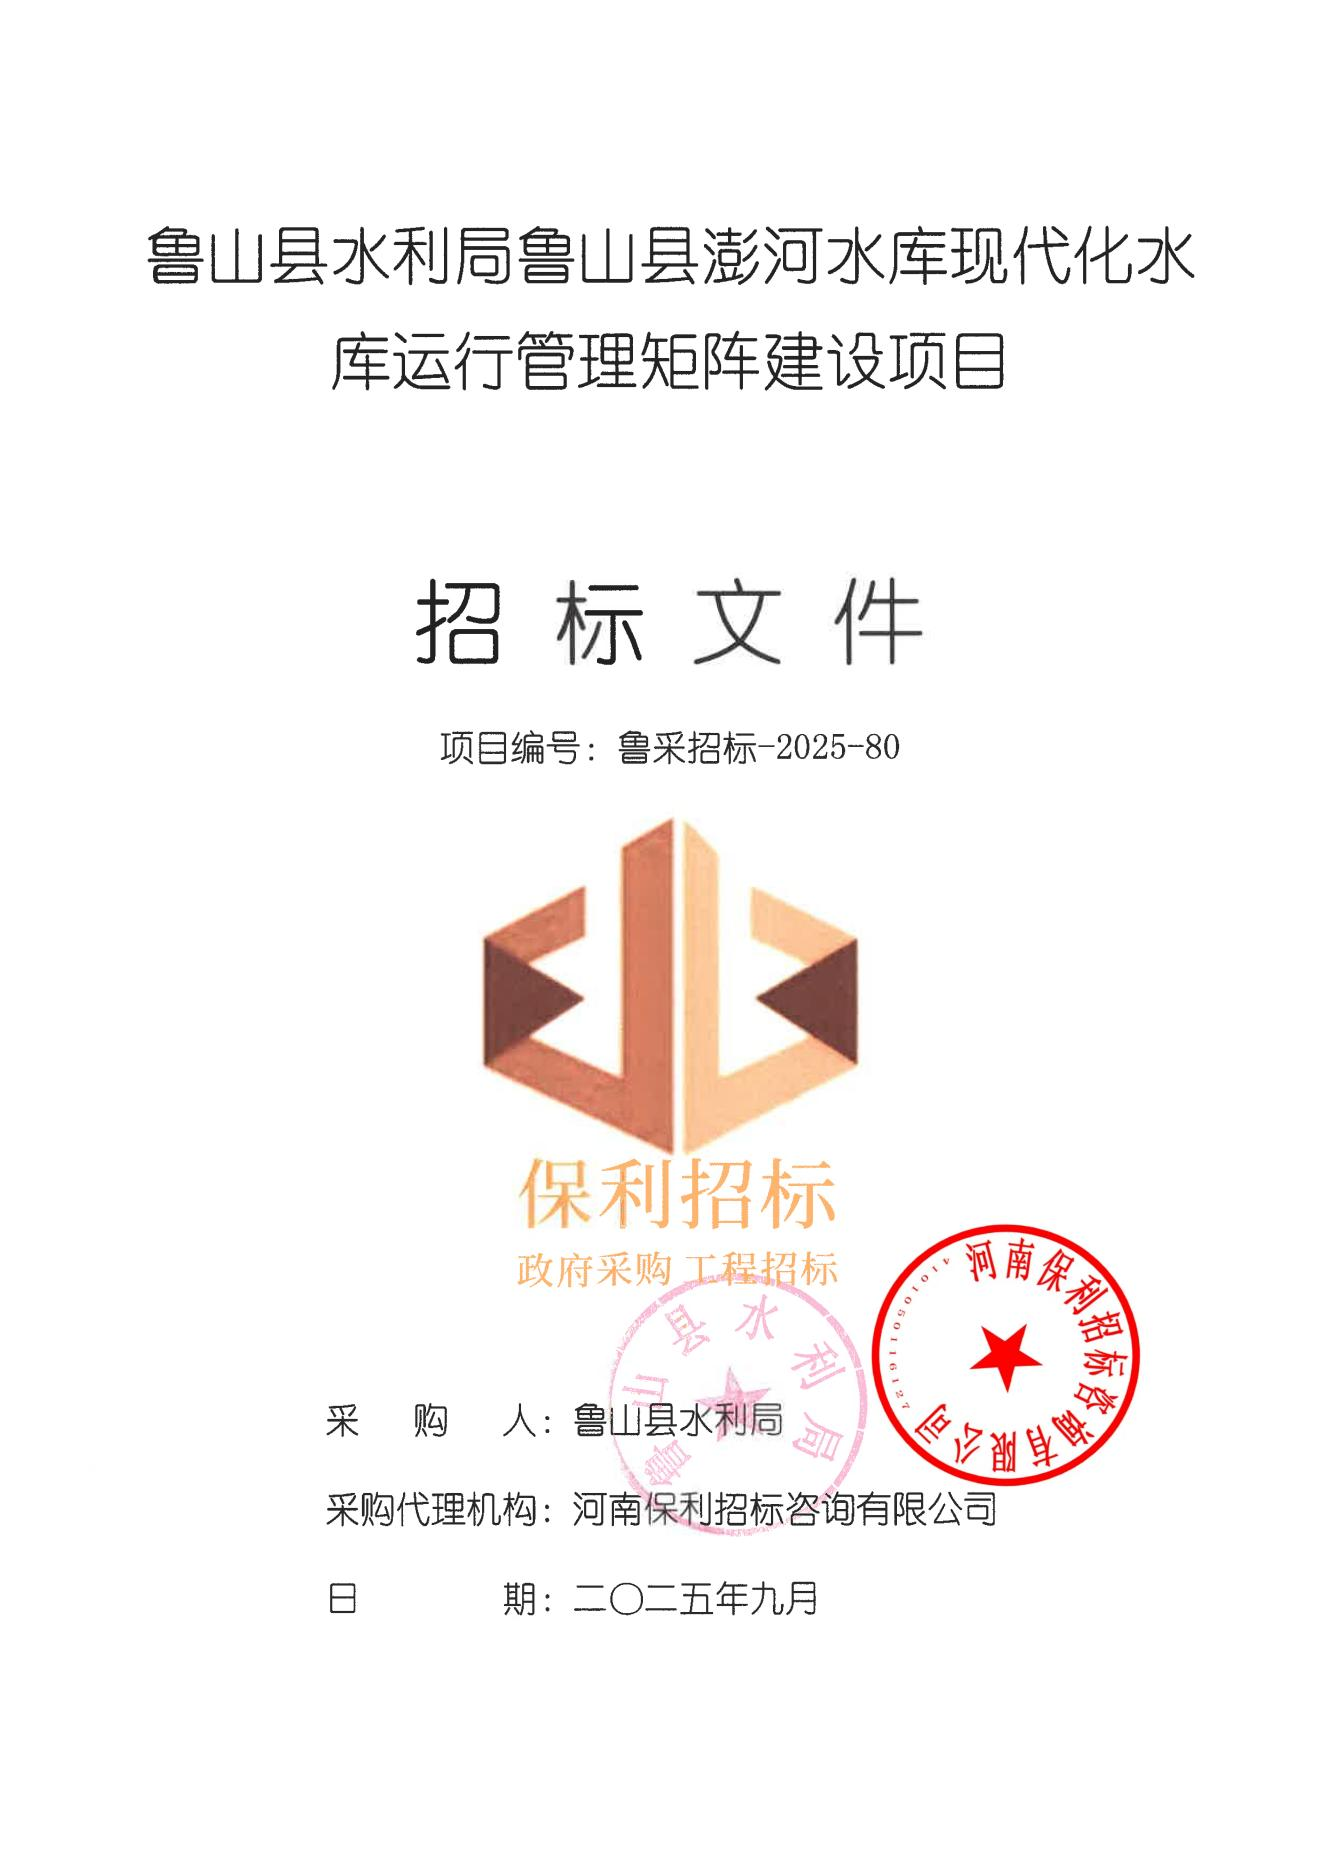 鲁山县水利局鲁山县澎河水库现代化水
库运行管理矩阵建设项目
招标文件
项目编号：鲁采招标-2025-80
保利招标
政府采购 工程招标
鲁山县水利局
河南保利招标咨询有限公司
4101050116127
采购人：鲁山县水利局
采购代理机构：河南保利招标咨询有限公司
日期：二〇二五年九月